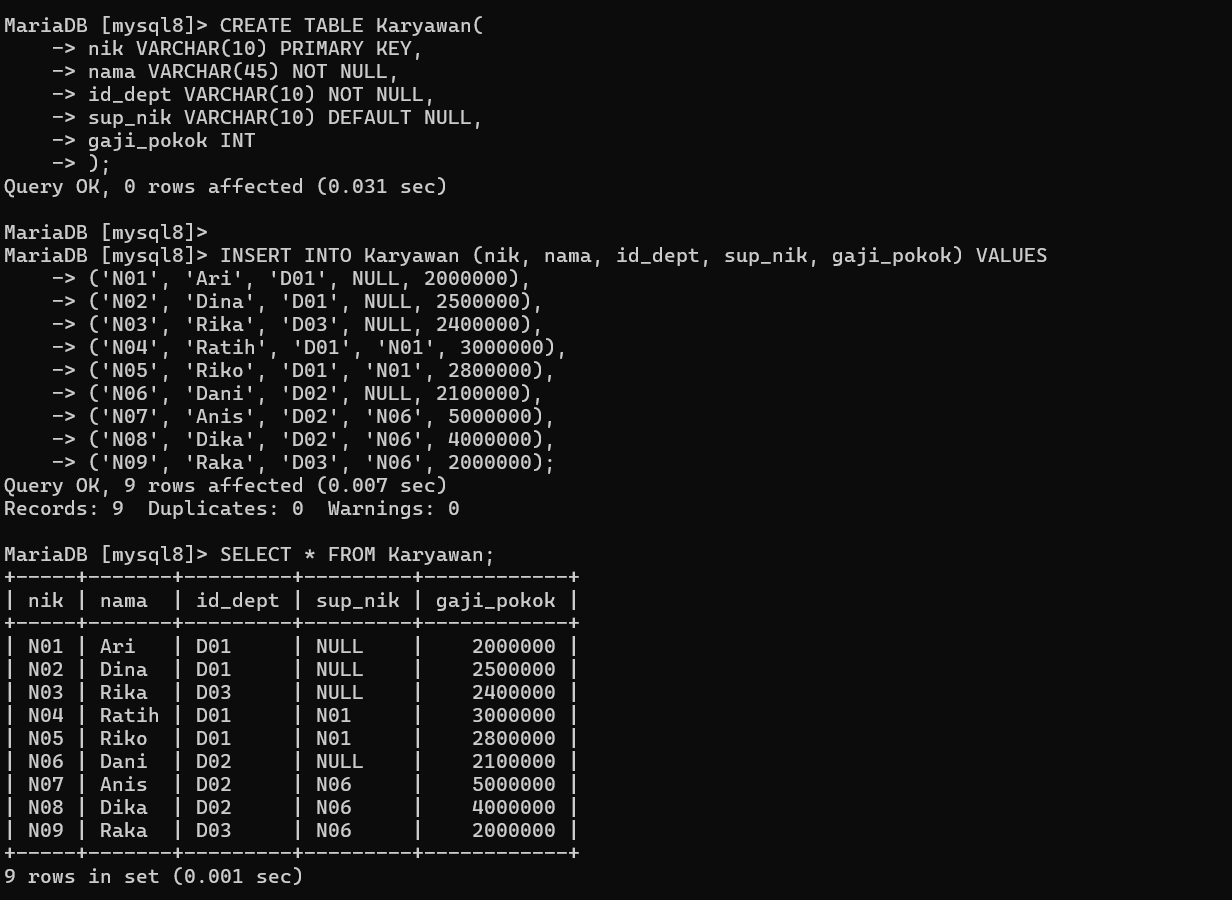 MariaDB [mysql8]> CREATE TABLE Karyawan(
    -> nik VARCHAR(10) PRIMARY KEY,
    -> nama VARCHAR(45) NOT NULL,
    -> id_dept VARCHAR(10) NOT NULL,
    -> sup_nik VARCHAR(10) DEFAULT NULL,
    -> gaji_pokok INT
    -> );
Query OK, 0 rows affected (0.031 sec)

MariaDB [mysql8]>
MariaDB [mysql8]> INSERT INTO Karyawan (nik, nama, id_dept, sup_nik, gaji_pokok) VALUES
    -> ('N01', 'Ari', 'D01', NULL, 2000000),
    -> ('N02', 'Dina', 'D01', NULL, 2500000),
    -> ('N03', 'Rika', 'D03', NULL, 2400000),
    -> ('N04', 'Ratih', 'D01', 'N01', 3000000),
    -> ('N05', 'Riko', 'D01', 'N01', 2800000),
    -> ('N06', 'Dani', 'D02', NULL, 2100000),
    -> ('N07', 'Anis', 'D02', 'N06', 5000000),
    -> ('N08', 'Dika', 'D02', 'N06', 4000000),
    -> ('N09', 'Raka', 'D03', 'N06', 2000000);
Query OK, 9 rows affected (0.007 sec)
Records: 9  Duplicates: 0  Warnings: 0

MariaDB [mysql8]> SELECT * FROM Karyawan;
+-----+-------+---------+---------+------------+
| nik | nama  | id_dept | sup_nik | gaji_pokok |
+-----+-------+---------+---------+------------+
| N01 | Ari   | D01     | NULL    |    2000000 |
| N02 | Dina  | D01     | NULL    |    2500000 |
| N03 | Rika  | D03     | NULL    |    2400000 |
| N04 | Ratih | D01     | N01     |    3000000 |
| N05 | Riko  | D01     | N01     |    2800000 |
| N06 | Dani  | D02     | NULL    |    2100000 |
| N07 | Anis  | D02     | N06     |    5000000 |
| N08 | Dika  | D02     | N06     |    4000000 |
| N09 | Raka  | D03     | N06     |    2000000 |
+-----+-------+---------+---------+------------+
9 rows in set (0.001 sec)